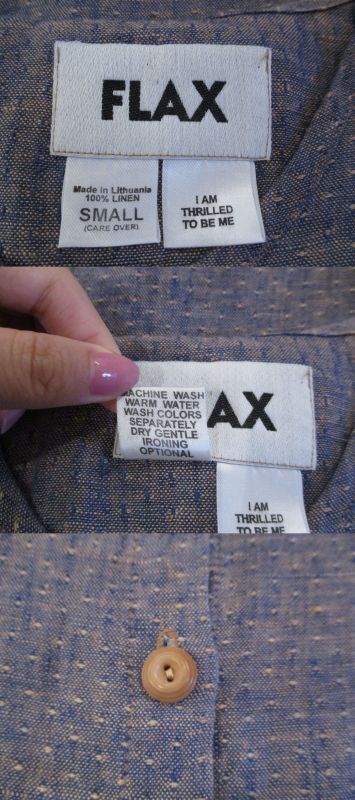 FLAX
Made in Lithuania
100% LINEN
SMALL
(CARE OVER)
I AM
THRILLED
TO BE ME
MACHINE WASH
WARM WATER
WASH COLORS
SEPARATELY
DRY GENTLE
IRONING
OPTIONAL
AX
I AM
THRILLED
TO BE ME